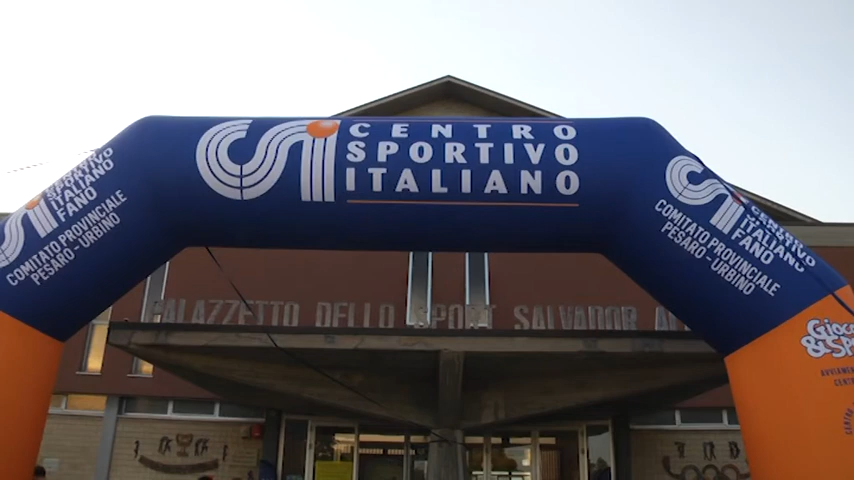 CENTRO
SPORTIVO
ITALIANO
SPORTIVO
ITALIANO
FANO
COMITATO PROVINCIALE
PESARO - URBINO
CENTRO
SPORTIVO
ITALIANO
FANO
COMITATO PROVINCIALE
PESARO - URBINO
PALAZZETTO DELLO SPORT SALVADOR